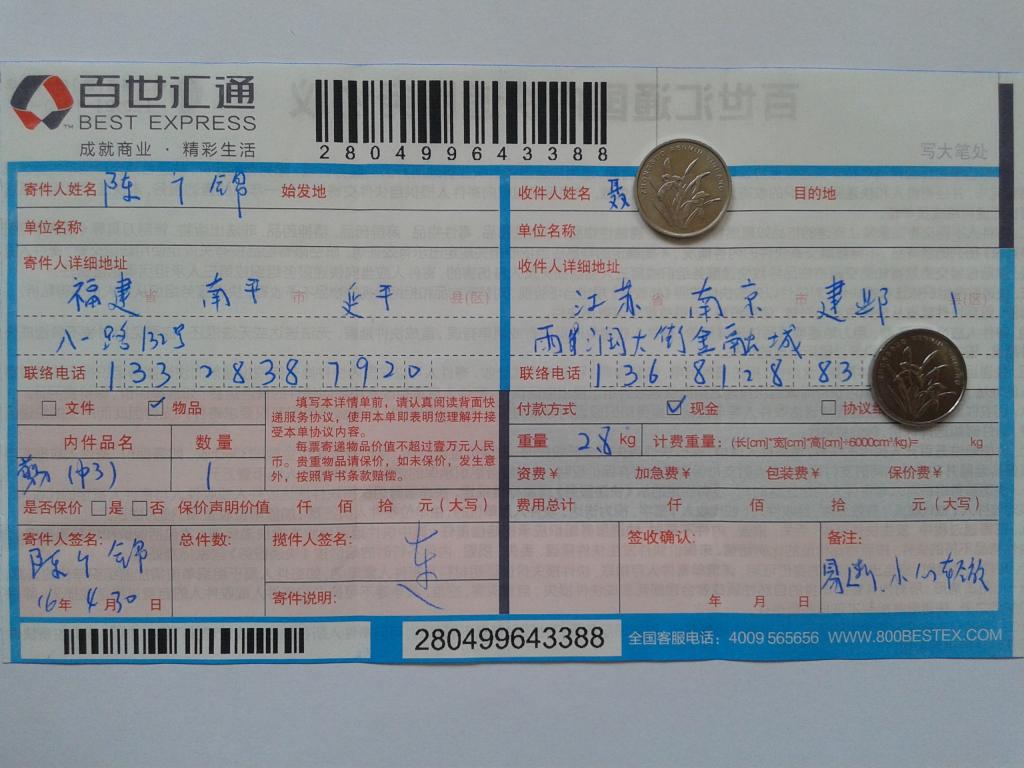 百世汇通
BEST EXPRESS
成就商业 · 精彩生活
280499643388
写大笔处
寄件人姓名 陈 个 锦 始发地
收件人姓名 聂 目的地
单位名称
单位名称
寄件人详细地址
收件人详细地址
福建 省 南平 市 延平 县(区)
江苏 省 南京 市 建邺 县(区)
八一路132号
雨润大街金融城
联络电话 13328387920
联络电话 136812883
文件 物品
填写本详情单前，请认真阅读背面快
递服务协议，使用本单即表明您理解并接
受本单协议内容。
每票寄递物品价值不超过壹万元人民
币。贵重物品请保价，如未保价，发生意
外，按照背书条款赔偿。
付款方式 现金 协议
内件品名 数量
重量 2.8 kg 计费重量：(长[cm]*宽[cm]*高[cm]÷6000cm³/kg)= kg
1
资费￥ 加急费￥ 包装费￥ 保价费￥
是否保价 是 否 保价声明价值 仟 佰 拾 元（大写）
费用总计 仟 佰 拾 元（大写）
寄件人签名： 总件数： 揽件人签名：
签收确认： 备注：
陈个锦
易断，小心轻放
16年 4月30日
寄件说明：
年 月 日
280499643388
全国客服电话：4009 565656 WWW.800BESTEX.COM